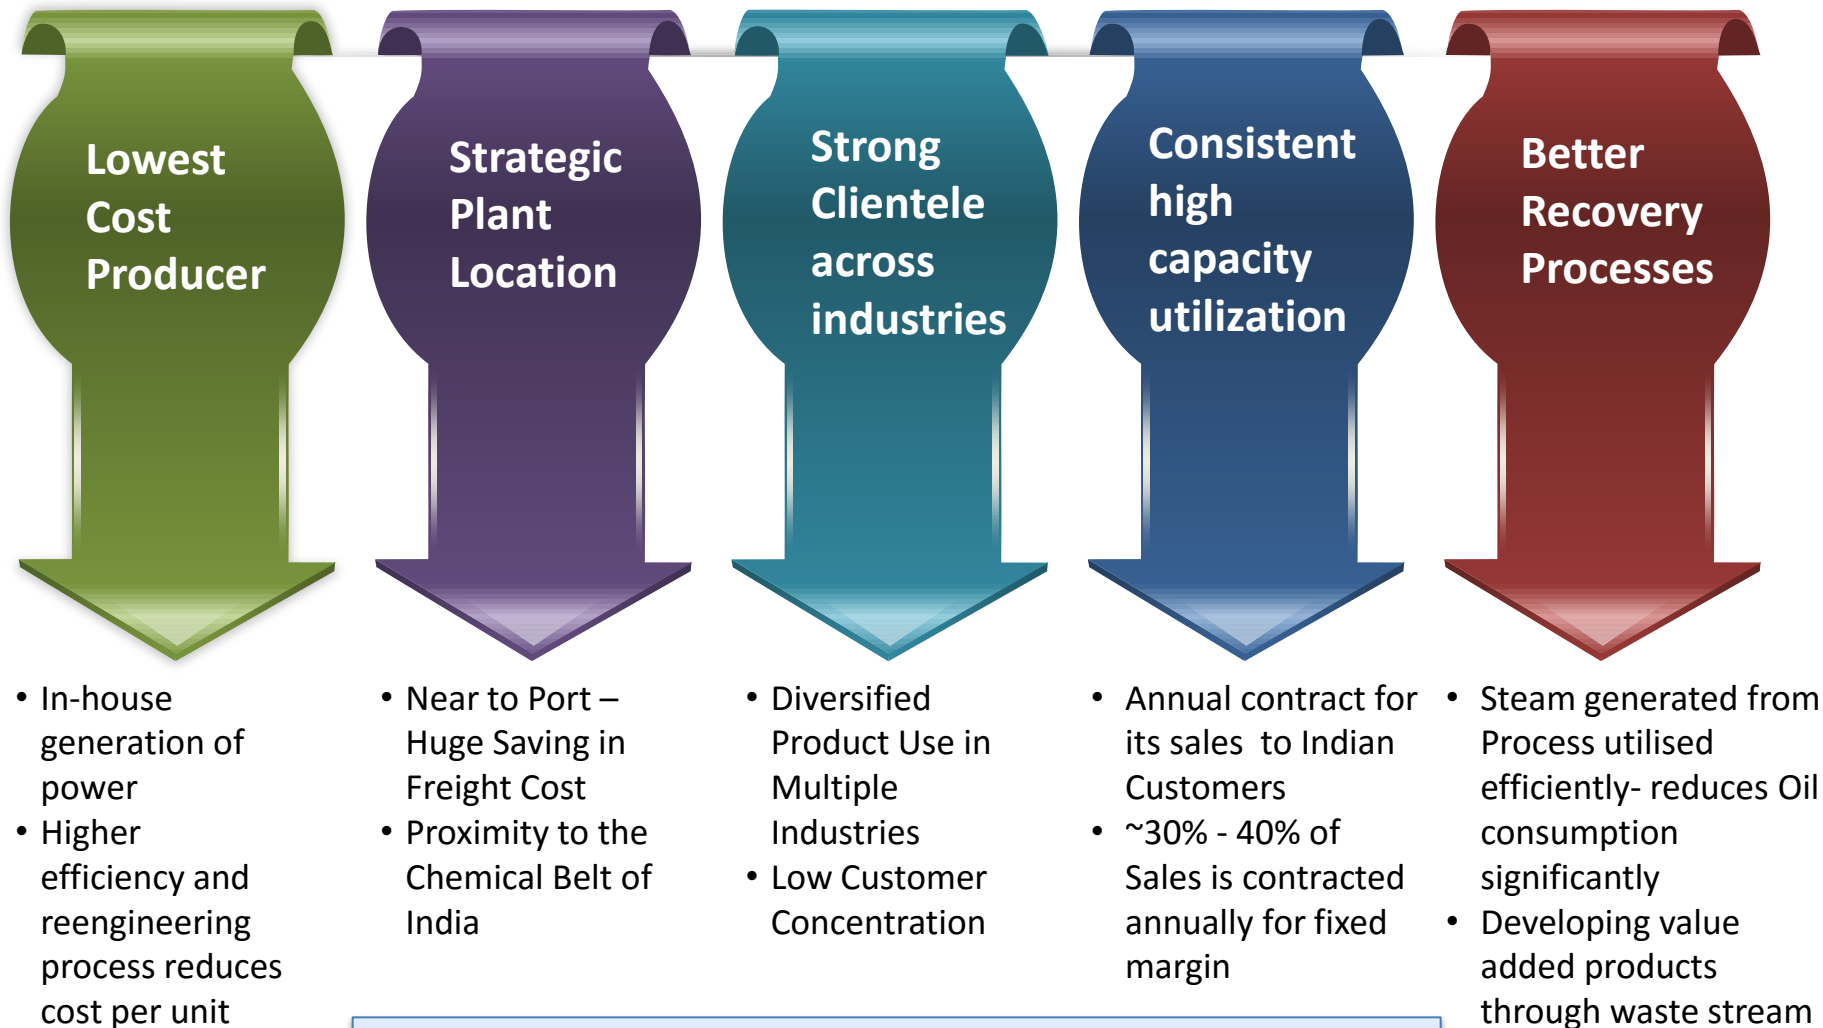 Lowest
Cost
Producer
Strategic
Plant
Location
Strong
Clientele
across
industries
Consistent
high
capacity
utilization
Better
Recovery
Processes
• In-house
generation of
power
• Higher
efficiency and
reengineering
process reduces
cost per unit
• Near to Port –
Huge Saving in
Freight Cost
• Proximity to the
Chemical Belt of
India
• Diversified
Product Use in
Multiple
Industries
• Low Customer
Concentration
• Annual contract for
its sales  to Indian
Customers
• ~30% - 40% of
Sales is contracted
annually for fixed
margin
• Steam generated from
Process utilised
efficiently- reduces Oil
consumption
significantly
• Developing value
added products
through waste stream